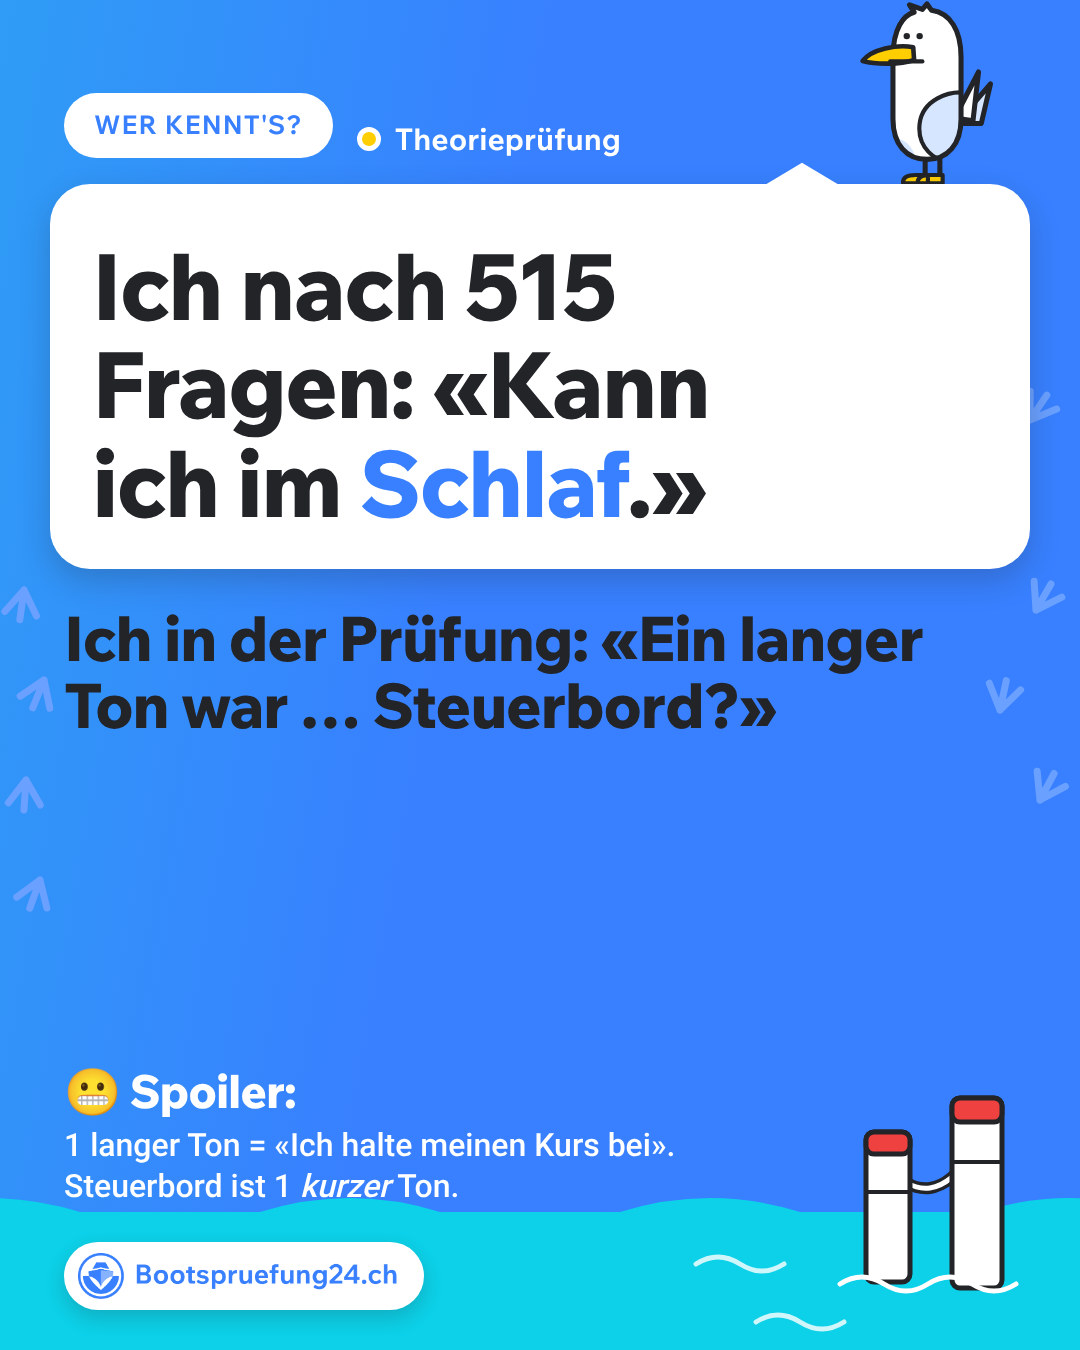 WER KENNT'S?
Theorieprüfung
Ich nach 515
Fragen: «Kann
ich im Schlaf.»
Ich in der Prüfung: «Ein langer
Ton war … Steuerbord?»
😬 Spoiler:
1 langer Ton = «Ich halte meinen Kurs bei».
Steuerbord ist 1 kurzer Ton.
Bootspruefung24.ch